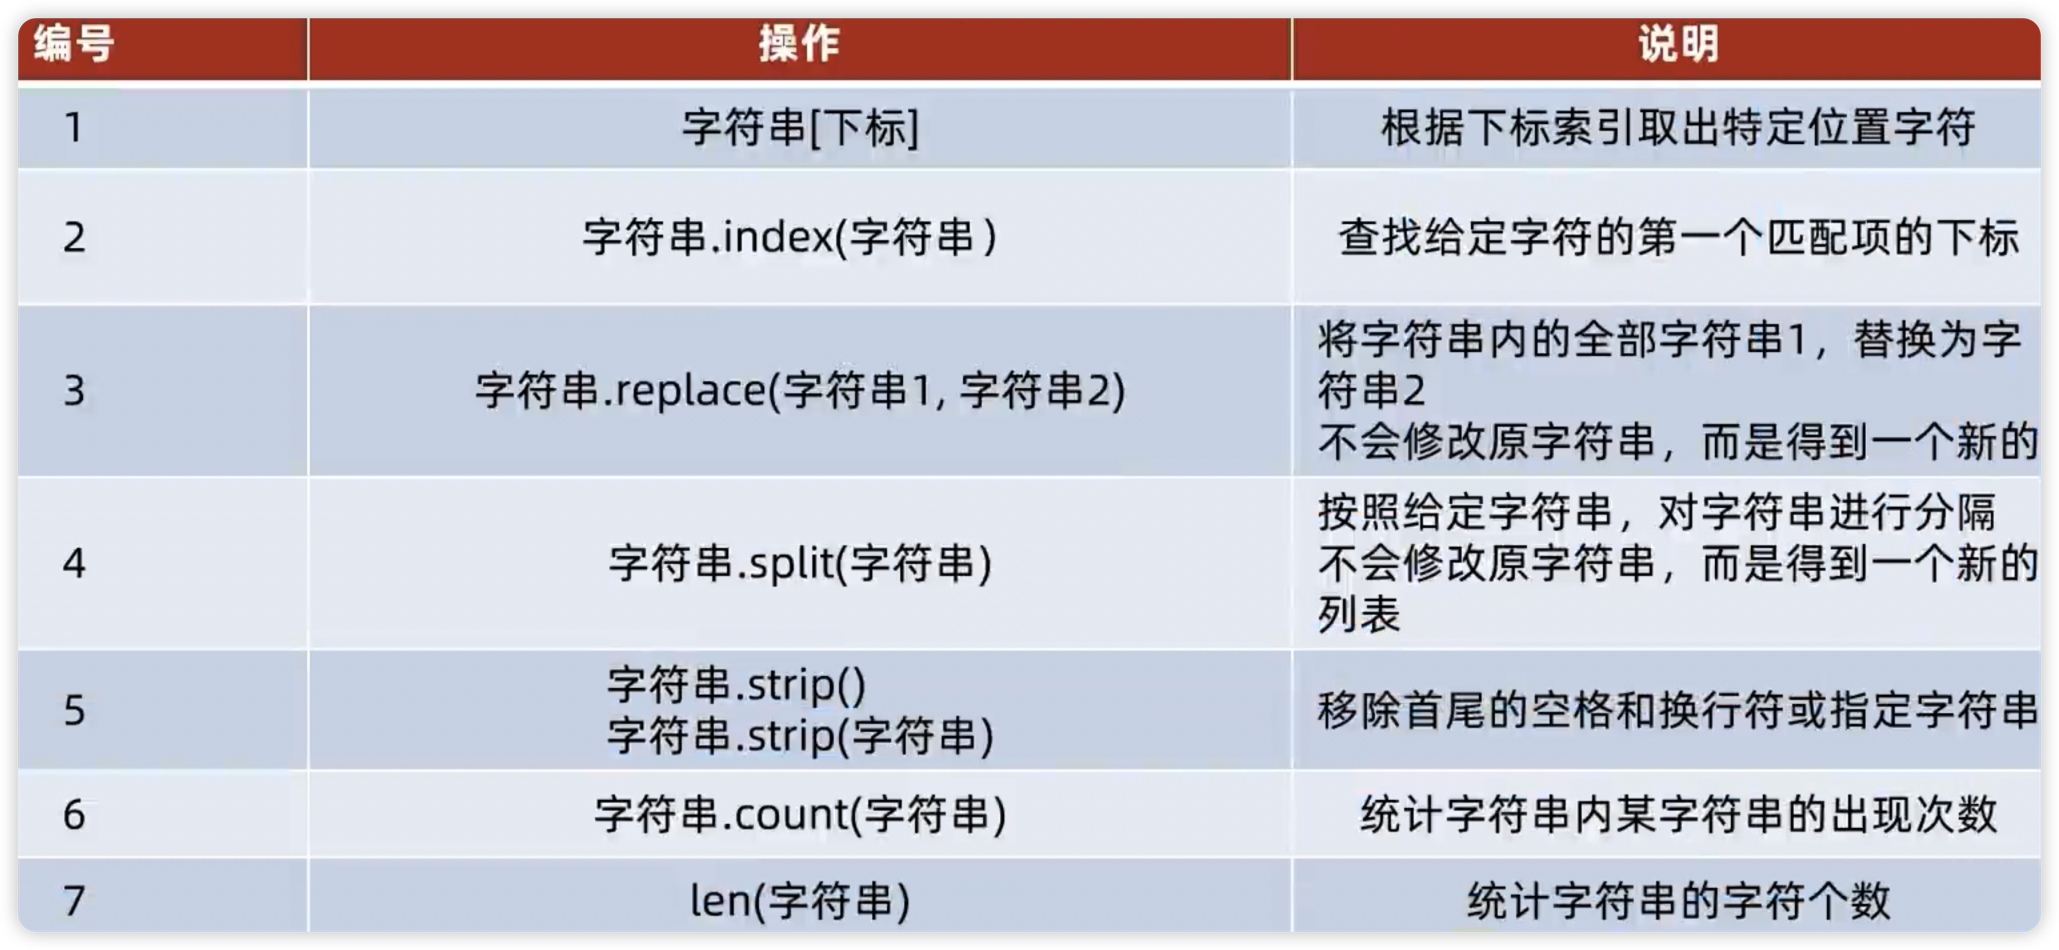 编号 操作 说明
1 字符串[下标] 根据下标索引取出特定位置字符
2 字符串.index(字符串） 查找给定字符的第一个匹配项的下标
3 字符串.replace(字符串1, 字符串2) 将字符串内的全部字符串1，替换为字
符串2
不会修改原字符串，而是得到一个新的
4 字符串.split(字符串) 按照给定字符串，对字符串进行分隔
不会修改原字符串，而是得到一个新的
列表
5 字符串.strip()
字符串.strip(字符串) 移除首尾的空格和换行符或指定字符串
6 字符串.count(字符串) 统计字符串内某字符串的出现次数
7 len(字符串) 统计字符串的字符个数